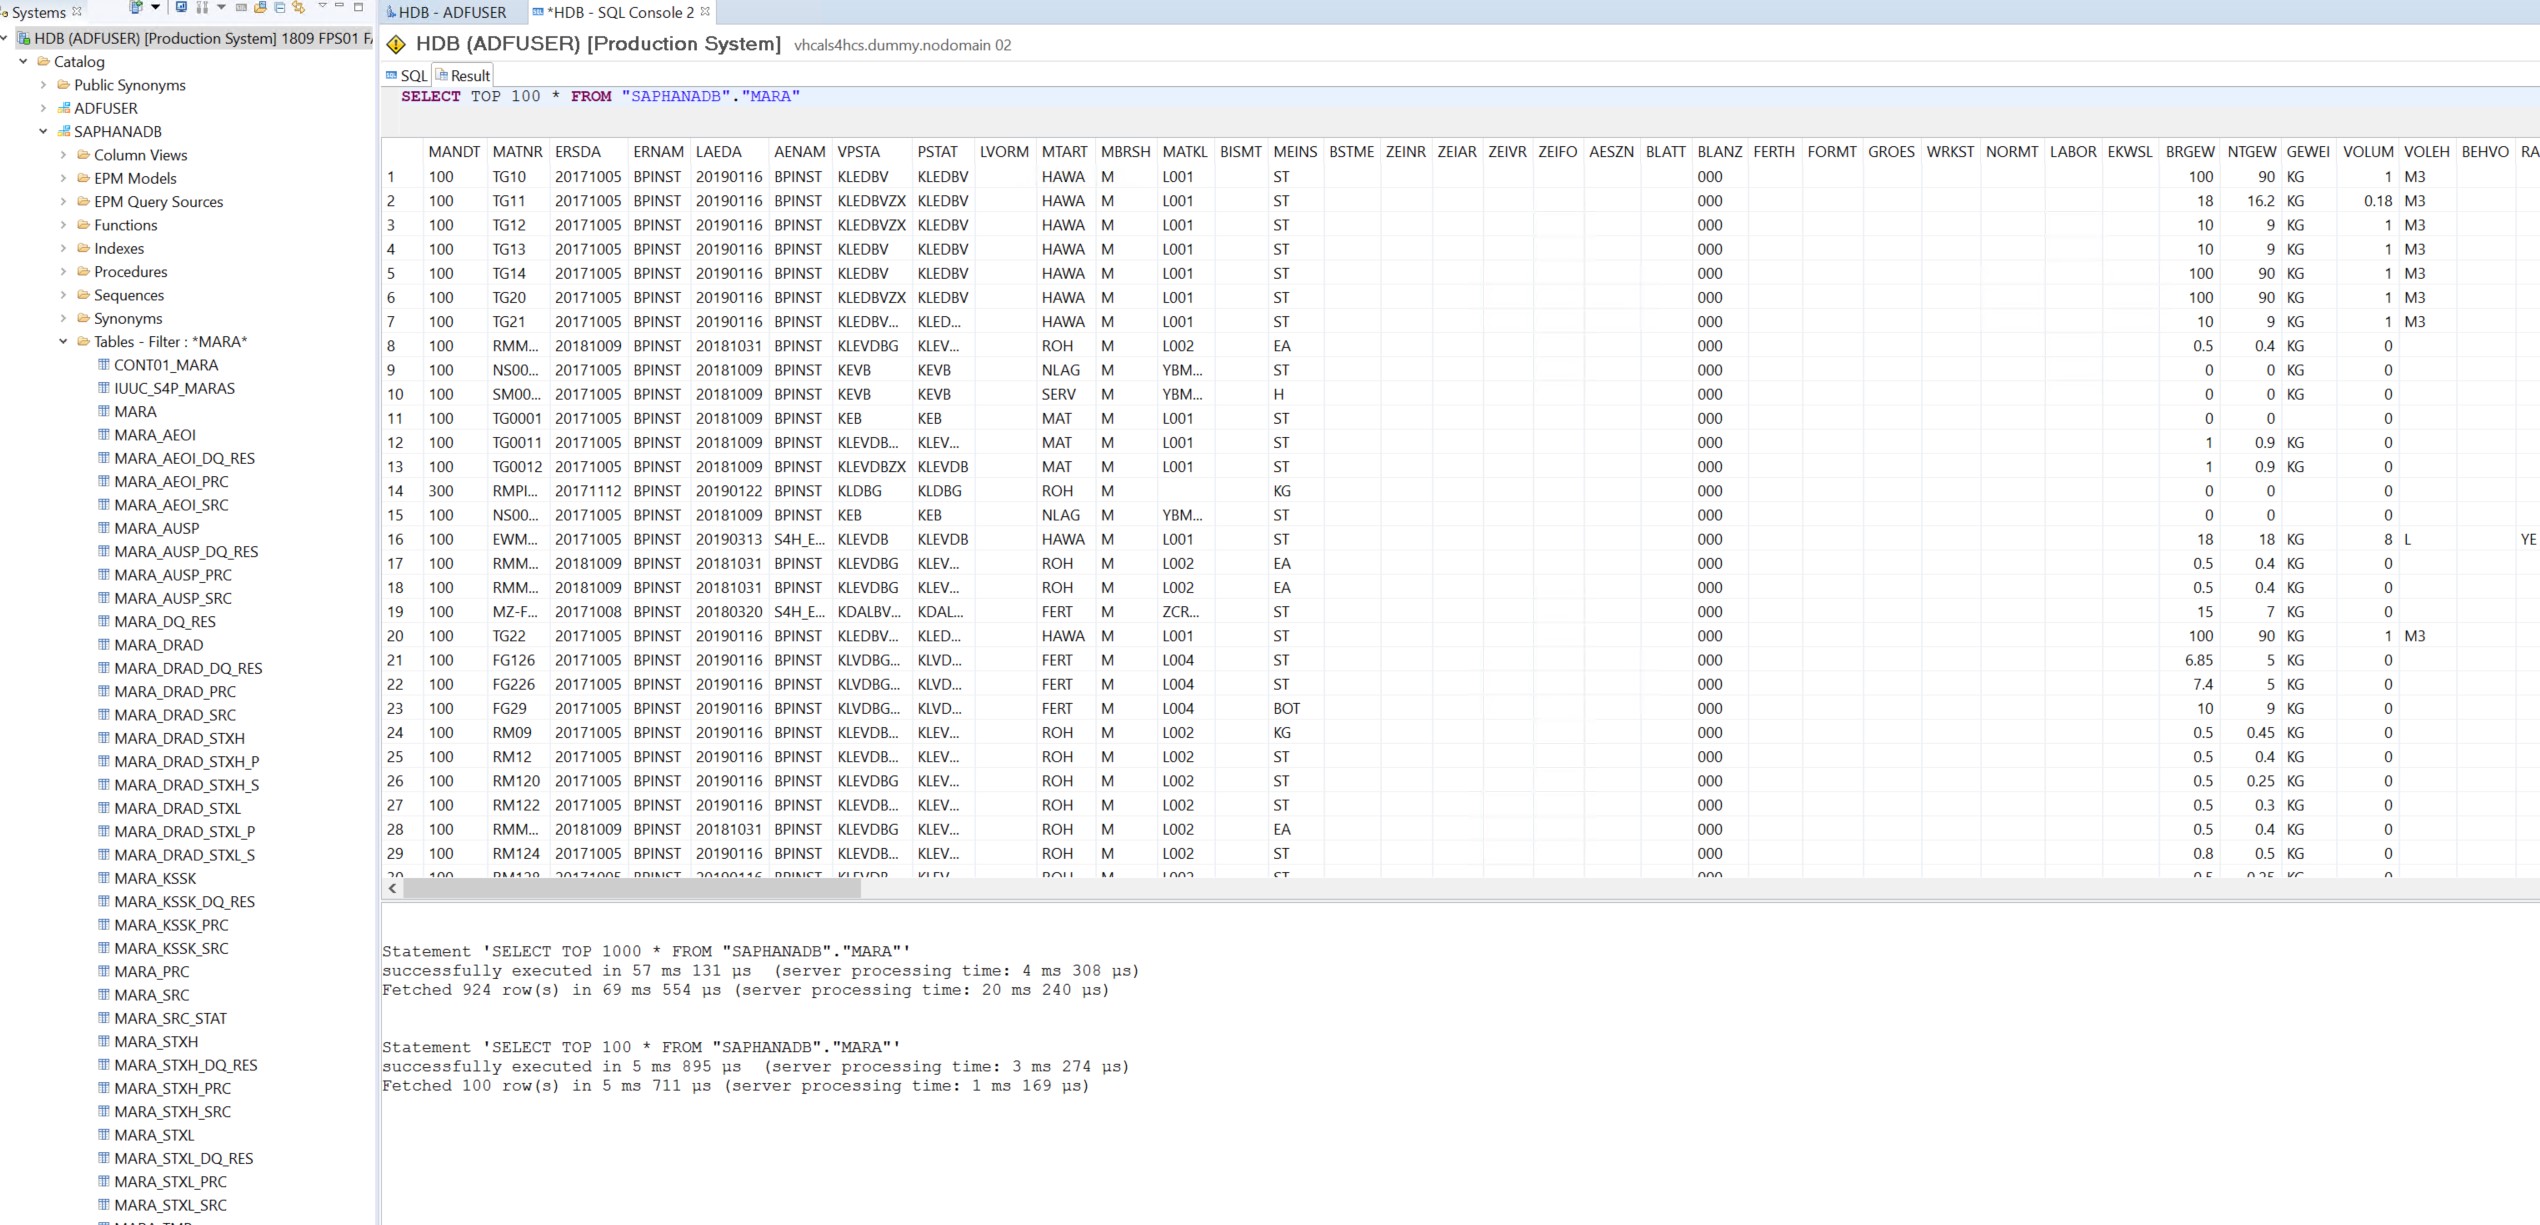 Systems
HDB (ADFUSER) [Production System] 1809 FPS01
Catalog
Public Synonyms
ADFUSER
SAPHANADB
Column Views
EPM Models
EPM Query Sources
Functions
Indexes
Procedures
Sequences
Synonyms
Tables - Filter : *MARA*
CONT01_MARA
IUUC_S4P_MARAS
MARA
MARA_AEOI
MARA_AEOI_DQ_RES
MARA_AEOI_PRC
MARA_AEOI_SRC
MARA_AUSP
MARA_AUSP_DQ_RES
MARA_AUSP_PRC
MARA_AUSP_SRC
MARA_DQ_RES
MARA_DRAD
MARA_DRAD_DQ_RES
MARA_DRAD_PRC
MARA_DRAD_SRC
MARA_DRAD_STXH
MARA_DRAD_STXH_P
MARA_DRAD_STXH_S
MARA_DRAD_STXL
MARA_DRAD_STXL_P
MARA_DRAD_STXL_S
MARA_KSSK
MARA_KSSK_DQ_RES
MARA_KSSK_PRC
MARA_KSSK_SRC
MARA_PRC
MARA_SRC
MARA_SRC_STAT
MARA_STXH
MARA_STXH_DQ_RES
MARA_STXH_PRC
MARA_STXH_SRC
MARA_STXL
MARA_STXL_DQ_RES
MARA_STXL_PRC
MARA_STXL_SRC
HDB - ADFUSER *HDB - SQL Console 2
HDB (ADFUSER) [Production System] vhcals4hcs.dummy.nodomain 02
SQL Result
SELECT TOP 100 * FROM "SAPHANADB"."MARA"
MANDT MATNR ERSDA ERNAM LAEDA AENAM VPSTA PSTAT LVORM MTART MBRSH MATKL BISMT MEINS BSTME ZEINR ZEIAR ZEIVR ZEIFO AESZN BLATT BLANZ FERTH FORMT GROES WRKST NORMT LABOR EKWSL BRGEW NTGEW GEWEI VOLUM VOLEH BEHVO RA
1 100 TG10 20171005 BPINST 20190116 BPINST KLEDBV KLEDBV HAWA M L001 ST 000 100 90 KG 1 M3
2 100 TG11 20171005 BPINST 20190116 BPINST KLEDBVZX KLEDBV HAWA M L001 ST 000 18 16.2 KG 0.18 M3
3 100 TG12 20171005 BPINST 20190116 BPINST KLEDBVZX KLEDBV HAWA M L001 ST 000 10 9 KG 1 M3
4 100 TG13 20171005 BPINST 20190116 BPINST KLEDBV KLEDBV HAWA M L001 ST 000 10 9 KG 1 M3
5 100 TG14 20171005 BPINST 20190116 BPINST KLEDBV KLEDBV HAWA M L001 ST 000 100 90 KG 1 M3
6 100 TG20 20171005 BPINST 20190116 BPINST KLEDBVZX KLEDBV HAWA M L001 ST 000 100 90 KG 1 M3
7 100 TG21 20171005 BPINST 20190116 BPINST KLEDBV... KLED... HAWA M L001 ST 000 10 9 KG 1 M3
8 100 RMM... 20181009 BPINST 20181031 BPINST KLEVDBG KLEV... ROH M L002 EA 000 0.5 0.4 KG 0
9 100 NS00... 20171005 BPINST 20181009 BPINST KEVB KEVB NLAG M YBM... ST 000 0 0 KG 0
10 100 SM00... 20171005 BPINST 20181009 BPINST KEVB KEVB SERV M YBM... H 000 0 0 KG 0
11 100 TG0001 20171005 BPINST 20181009 BPINST KEB KEB MAT M L001 ST 000 0 0 0
12 100 TG0011 20171005 BPINST 20181009 BPINST KLEVDB... KLEV... MAT M L001 ST 000 1 0.9 KG 0
13 100 TG0012 20171005 BPINST 20181009 BPINST KLEVDBZX KLEVDB MAT M L001 ST 000 1 0.9 KG 0
14 300 RMPI... 20171112 BPINST 20190122 BPINST KLDBG KLDBG ROH M KG 000 0 0 0
15 100 NS00... 20171005 BPINST 20181009 BPINST KEB KEB NLAG M YBM... ST 000 0 0 0
16 100 EWM... 20171005 BPINST 20190313 S4H_E... KLEVDB KLEVDB HAWA M L001 ST 000 18 18 KG 8 L YE
17 100 RMM... 20181009 BPINST 20181031 BPINST KLEVDBG KLEV... ROH M L002 EA 000 0.5 0.4 KG 0
18 100 RMM... 20181009 BPINST 20181031 BPINST KLEVDBG KLEV... ROH M L002 EA 000 0.5 0.4 KG 0
19 100 MZ-F... 20171008 BPINST 20180320 S4H_E... KDALBV... KDAL... FERT M ZCR... ST 000 15 7 KG 0
20 100 TG22 20171005 BPINST 20190116 BPINST KLEDBV... KLED... HAWA M L001 ST 000 100 90 KG 1 M3
21 100 FG126 20171005 BPINST 20190116 BPINST KLVDBG... KLVD... FERT M L004 ST 000 6.85 5 KG 0
22 100 FG226 20171005 BPINST 20190116 BPINST KLVDBG... KLVD... FERT M L004 ST 000 7.4 5 KG 0
23 100 FG29 20171005 BPINST 20190116 BPINST KLVDBG... KLVD... FERT M L004 BOT 000 10 9 KG 0
24 100 RM09 20171005 BPINST 20190116 BPINST KLEVDB... KLEV... ROH M L002 KG 000 0.5 0.45 KG 0
25 100 RM12 20171005 BPINST 20190116 BPINST KLEVDB... KLEV... ROH M L002 ST 000 0.5 0.4 KG 0
26 100 RM120 20171005 BPINST 20190116 BPINST KLEVDBG KLEV... ROH M L002 ST 000 0.5 0.25 KG 0
27 100 RM122 20171005 BPINST 20190116 BPINST KLEVDB... KLEV... ROH M L002 ST 000 0.5 0.3 KG 0
28 100 RMM... 20181009 BPINST 20181031 BPINST KLEVDBG KLEV... ROH M L002 EA 000 0.5 0.4 KG 0
29 100 RM124 20171005 BPINST 20190116 BPINST KLEVDB... KLEV... ROH M L002 ST 000 0.8 0.5 KG 0
Statement 'SELECT TOP 1000 * FROM "SAPHANADB"."MARA"'
successfully executed in 57 ms 131 µs (server processing time: 4 ms 308 µs)
Fetched 924 row(s) in 69 ms 554 µs (server processing time: 20 ms 240 µs)
Statement 'SELECT TOP 100 * FROM "SAPHANADB"."MARA"'
successfully executed in 5 ms 895 µs (server processing time: 3 ms 274 µs)
Fetched 100 row(s) in 5 ms 711 µs (server processing time: 1 ms 169 µs)